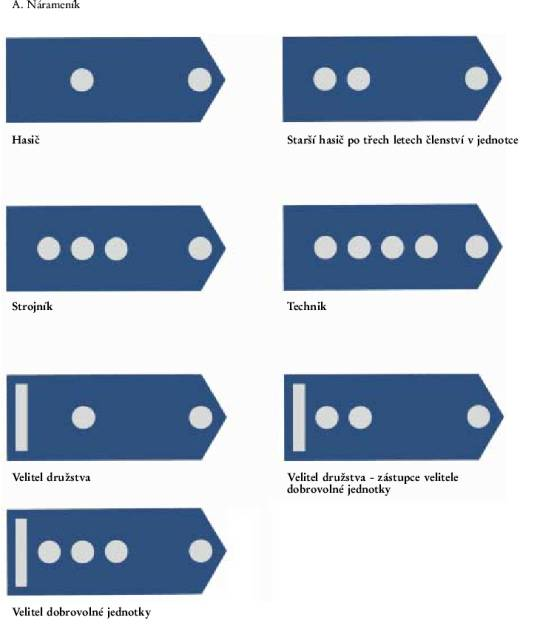 A. Nárameník
Hasič
Starší hasič po třech letech členství v jednotce
Strojník
Technik
Velitel družstva
Velitel družstva - zástupce velitele
dobrovolné jednotky
Velitel dobrovolné jednotky